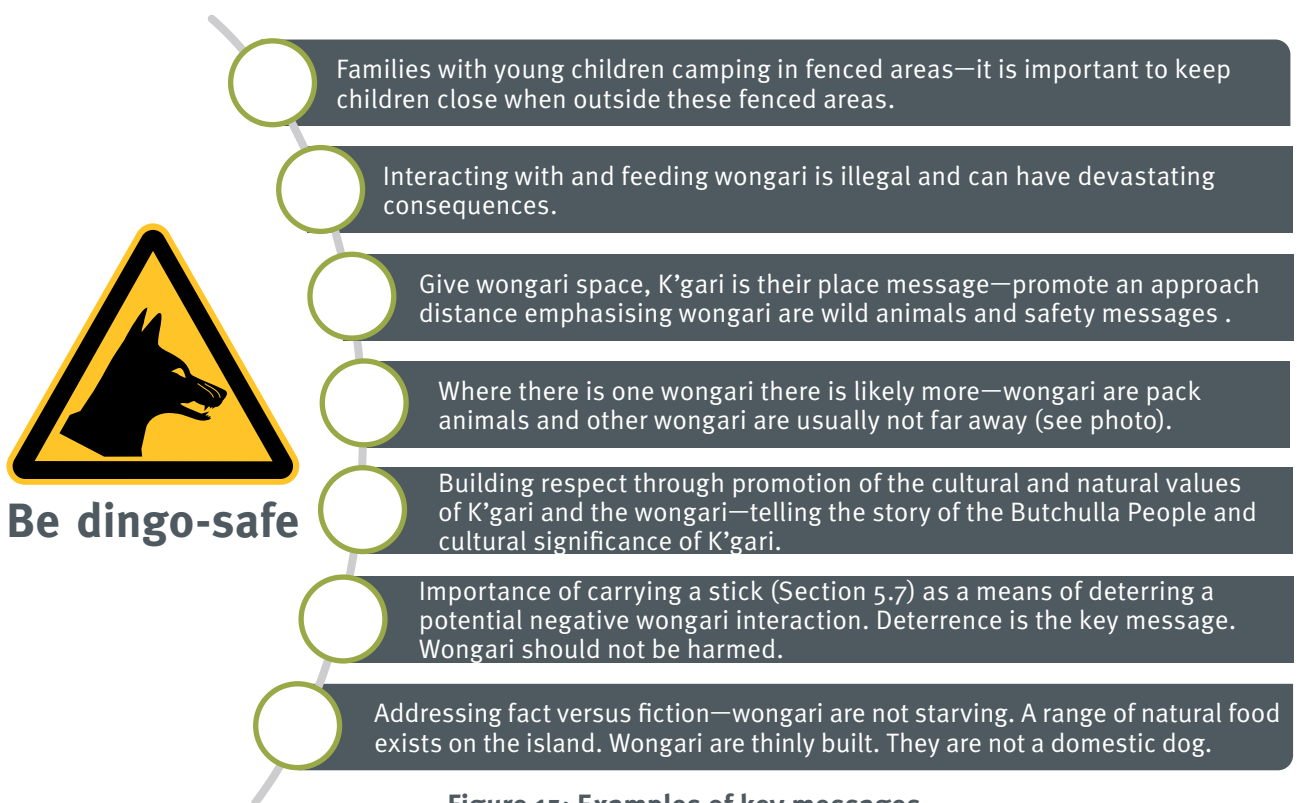 Families with young children camping in fenced areas—it is important to keep
children close when outside these fenced areas.
Interacting with and feeding wongari is illegal and can have devastating
consequences.
Give wongari space, K’gari is their place message—promote an approach
distance emphasising wongari are wild animals and safety messages .
Where there is one wongari there is likely more—wongari are pack
animals and other wongari are usually not far away (see photo).
Be dingo-safe
Building respect through promotion of the cultural and natural values
of K’gari and the wongari—telling the story of the Butchulla People and
cultural significance of K’gari.
Importance of carrying a stick (Section 5.7) as a means of deterring a
potential negative wongari interaction. Deterrence is the key message.
Wongari should not be harmed.
Addressing fact versus fiction—wongari are not starving. A range of natural food
exists on the island. Wongari are thinly built. They are not a domestic dog.
Examples of key messages